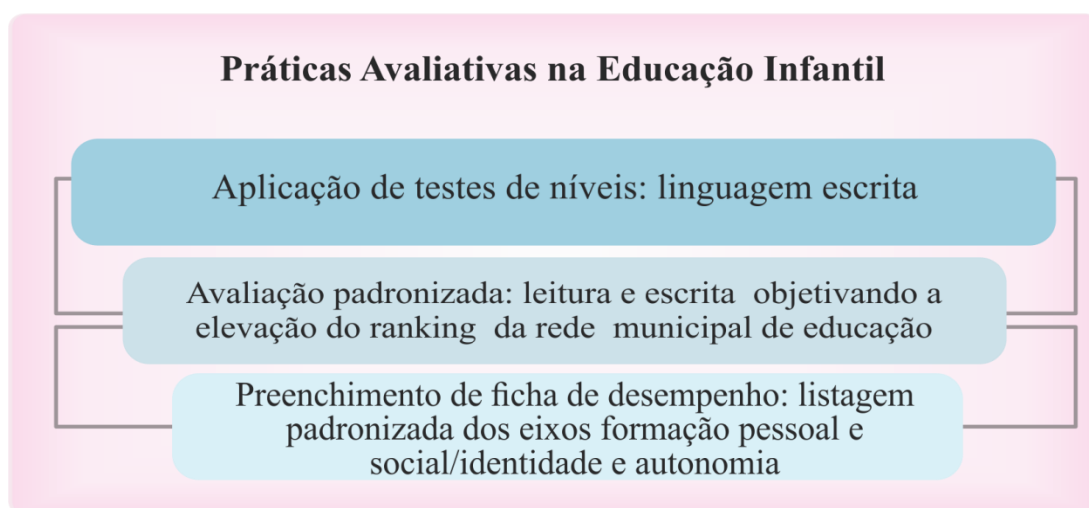 Práticas Avaliativas na Educação Infantil
Aplicação de testes de níveis: linguagem escrita
Avaliação padronizada: leitura e escrita objetivando a
elevação do ranking da rede municipal de educação
Preenchimento de ficha de desempenho: listagem
padronizada dos eixos formação pessoal e
social/identidade e autonomia